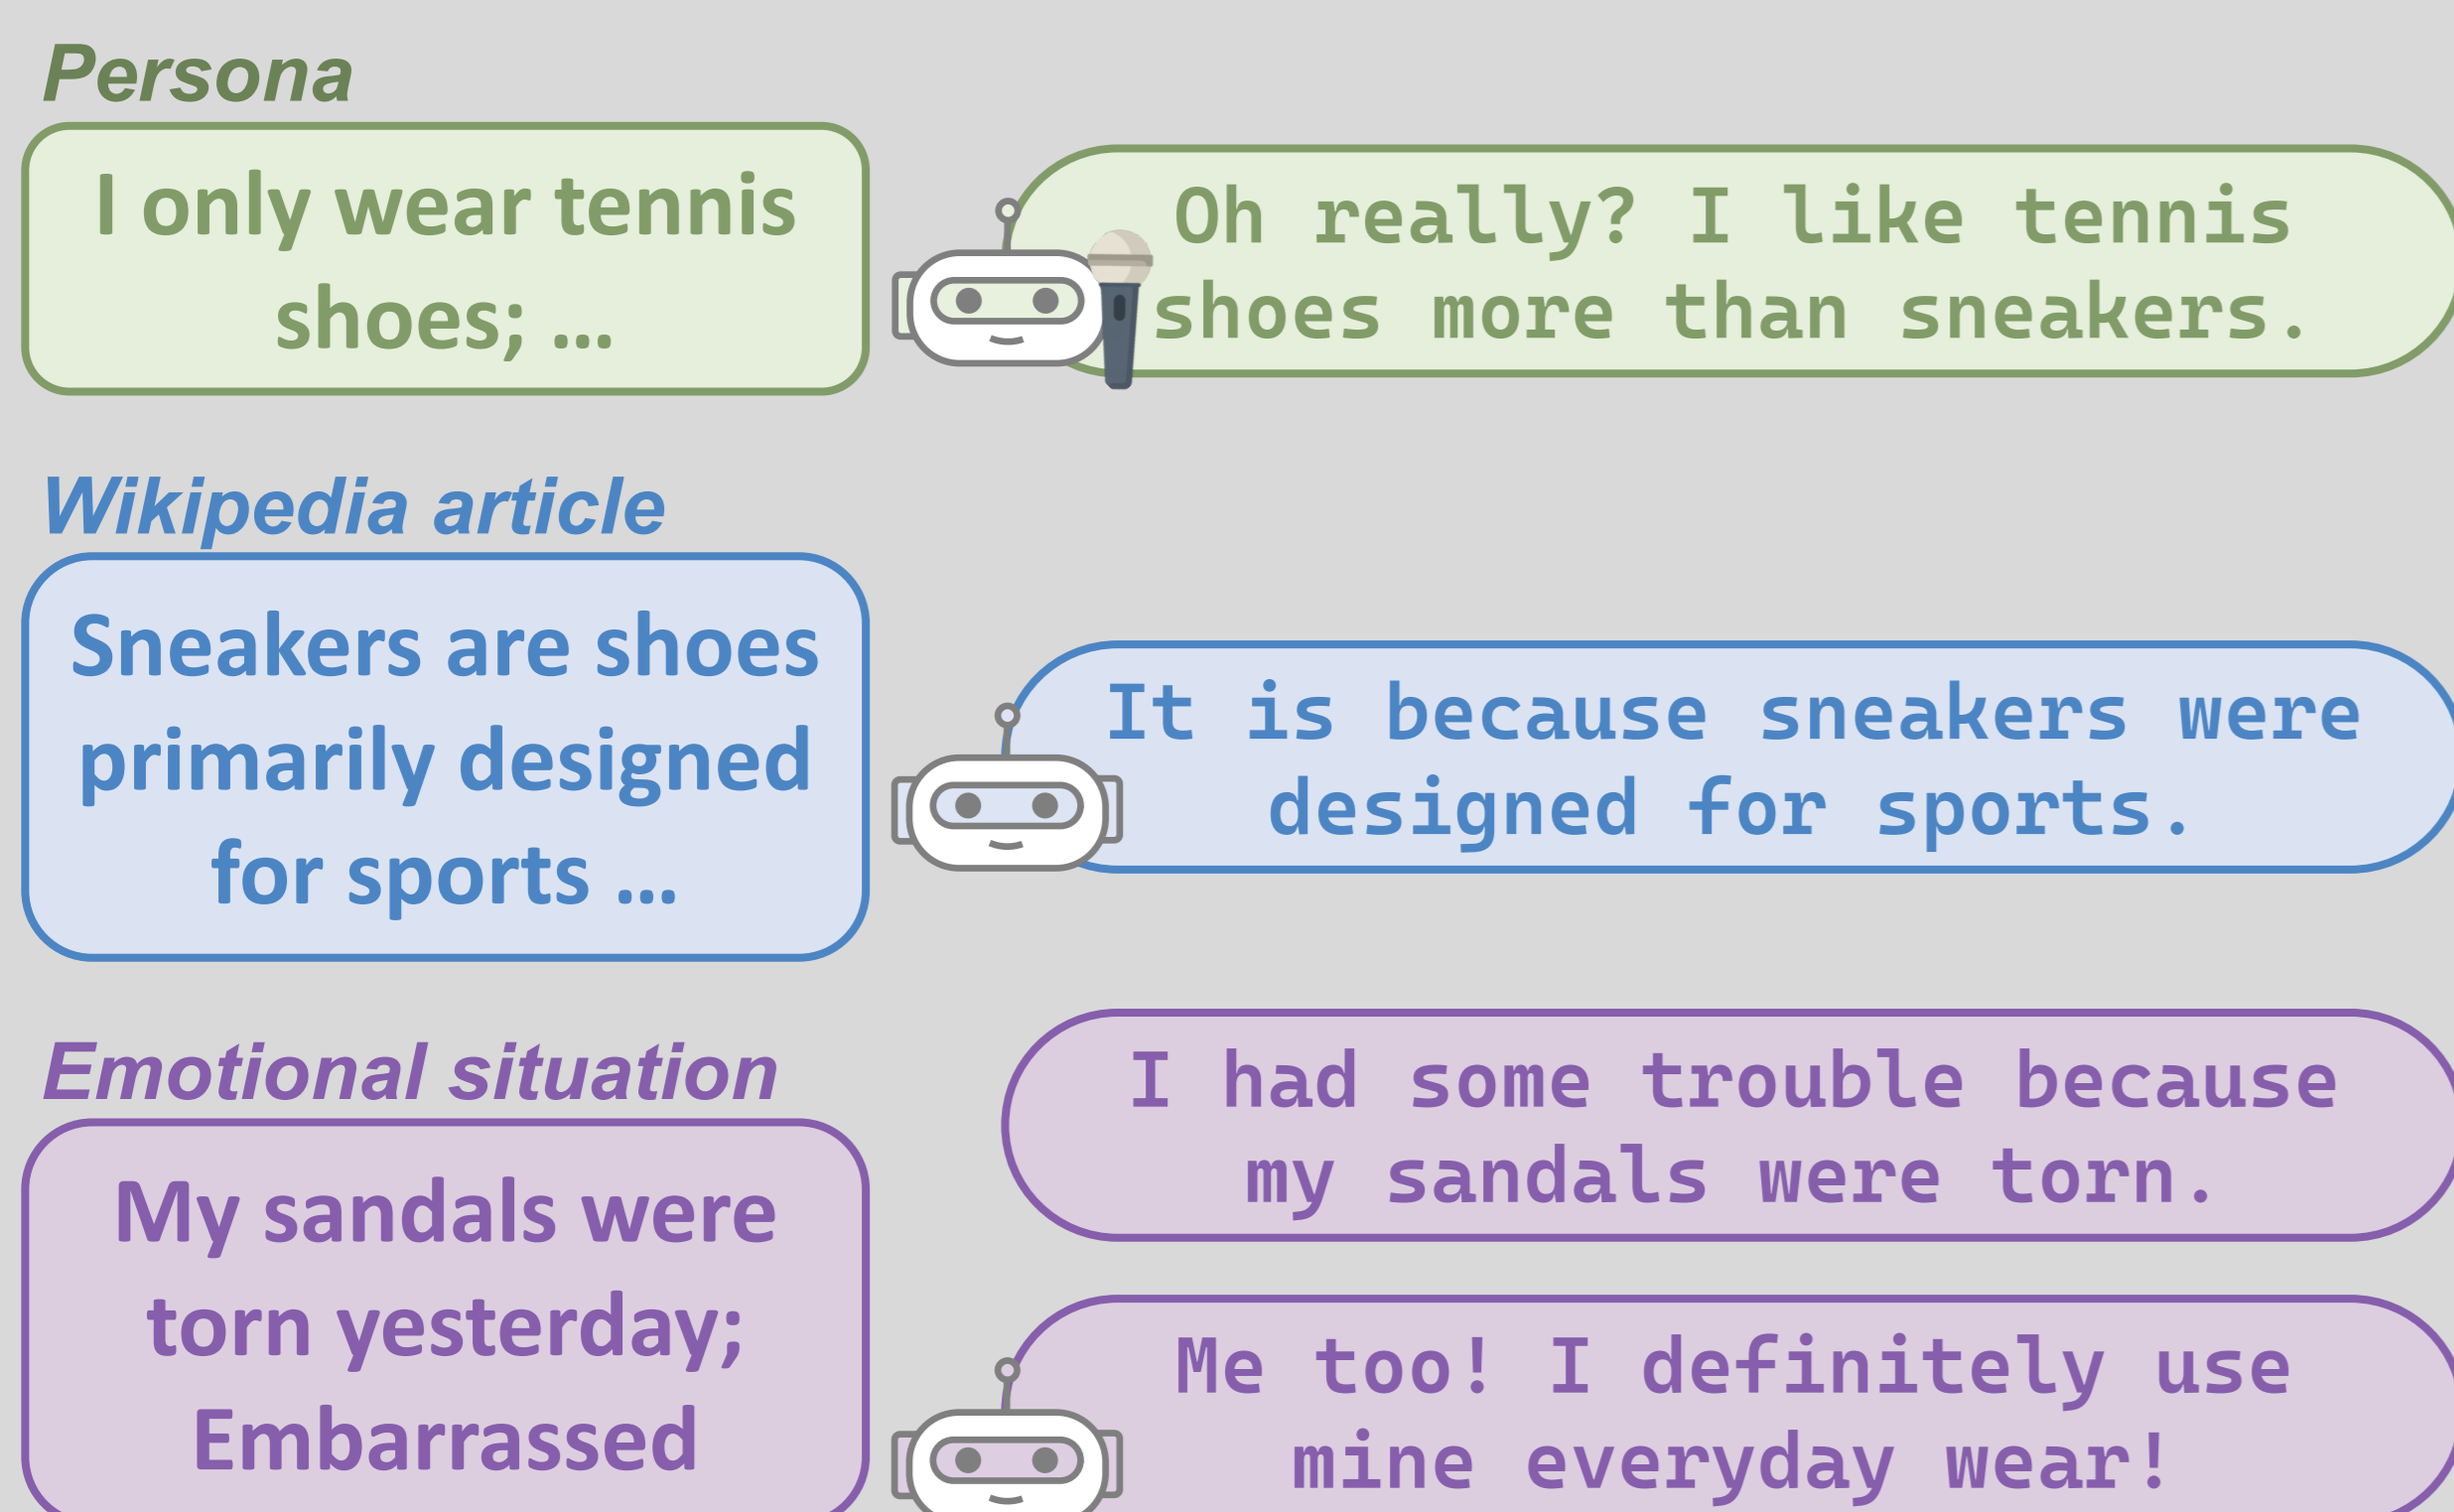 Persona
I only wear tennis
shoes; ...
Oh really? I like tennis
shoes more than sneakers.
Wikipedia article
Sneakers are shoes
primarily designed
for sports ...
It is because sneakers were
designed for sports.
Emotional situation
My sandals were
torn yesterday;
Embarrassed
I had some trouble because
my sandals were torn.
Me too! I definitely use
mine everyday wear!